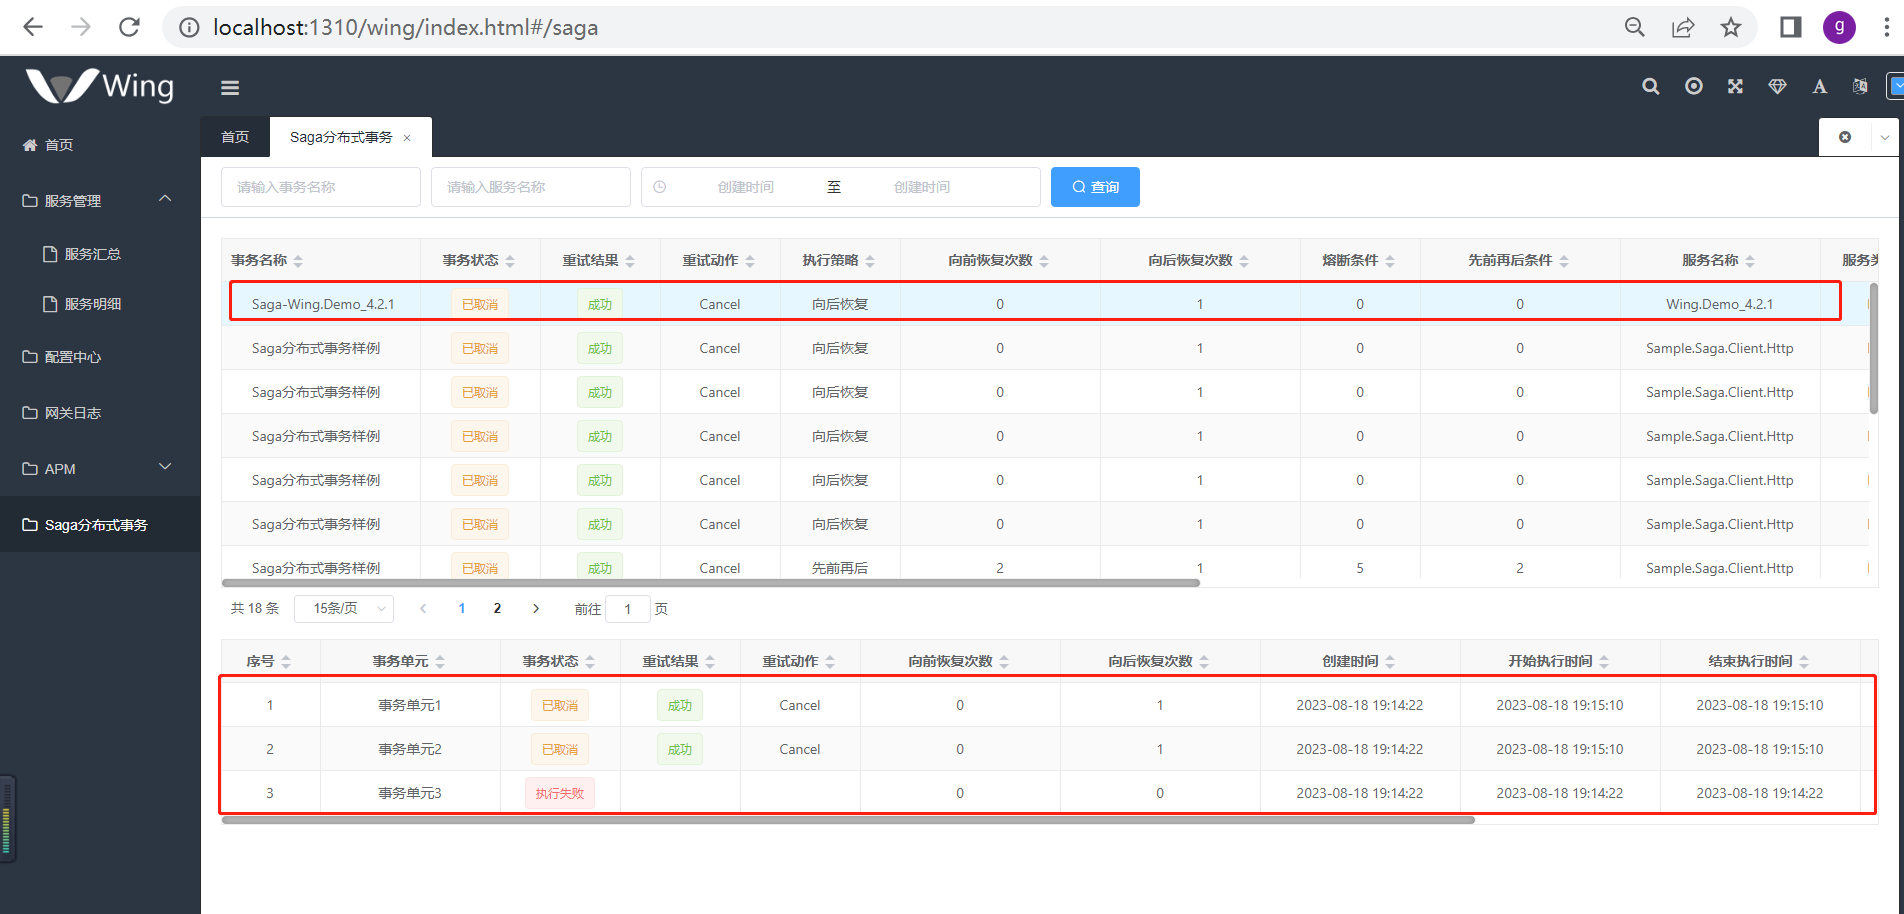 localhost:1310/wing/index.html#/saga
g
Wing
首页
服务管理
服务汇总
服务明细
配置中心
网关日志
APM
Saga分布式事务
首页 Saga分布式事务 ×
请输入事务名称 请输入服务名称 创建时间 至 创建时间 查询
事务名称 事务状态 重试结果 重试动作 执行策略 向前恢复次数 向后恢复次数 熔断条件 先前再后条件 服务名称 服务
Saga-Wing.Demo_4.2.1 已取消 成功 Cancel 向后恢复 0 1 0 0 Wing.Demo_4.2.1
Saga分布式事务样例 已取消 成功 Cancel 向后恢复 0 1 0 0 Sample.Saga.Client.Http
Saga分布式事务样例 已取消 成功 Cancel 向后恢复 0 1 0 0 Sample.Saga.Client.Http
Saga分布式事务样例 已取消 成功 Cancel 向后恢复 0 1 0 0 Sample.Saga.Client.Http
Saga分布式事务样例 已取消 成功 Cancel 向后恢复 0 1 0 0 Sample.Saga.Client.Http
Saga分布式事务样例 已取消 成功 Cancel 向后恢复 0 1 0 0 Sample.Saga.Client.Http
Saga分布式事务样例 已取消 成功 Cancel 先前再后 2 1 5 2 Sample.Saga.Client.Http
共 18 条 15条/页 1 2 前往 1 页
序号 事务单元 事务状态 重试结果 重试动作 向前恢复次数 向后恢复次数 创建时间 开始执行时间 结束执行时间
1 事务单元1 已取消 成功 Cancel 0 1 2023-08-18 19:14:22 2023-08-18 19:15:10 2023-08-18 19:15:10
2 事务单元2 已取消 成功 Cancel 0 1 2023-08-18 19:14:22 2023-08-18 19:15:10 2023-08-18 19:15:10
3 事务单元3 执行失败 0 0 2023-08-18 19:14:22 2023-08-18 19:14:22 2023-08-18 19:14:22